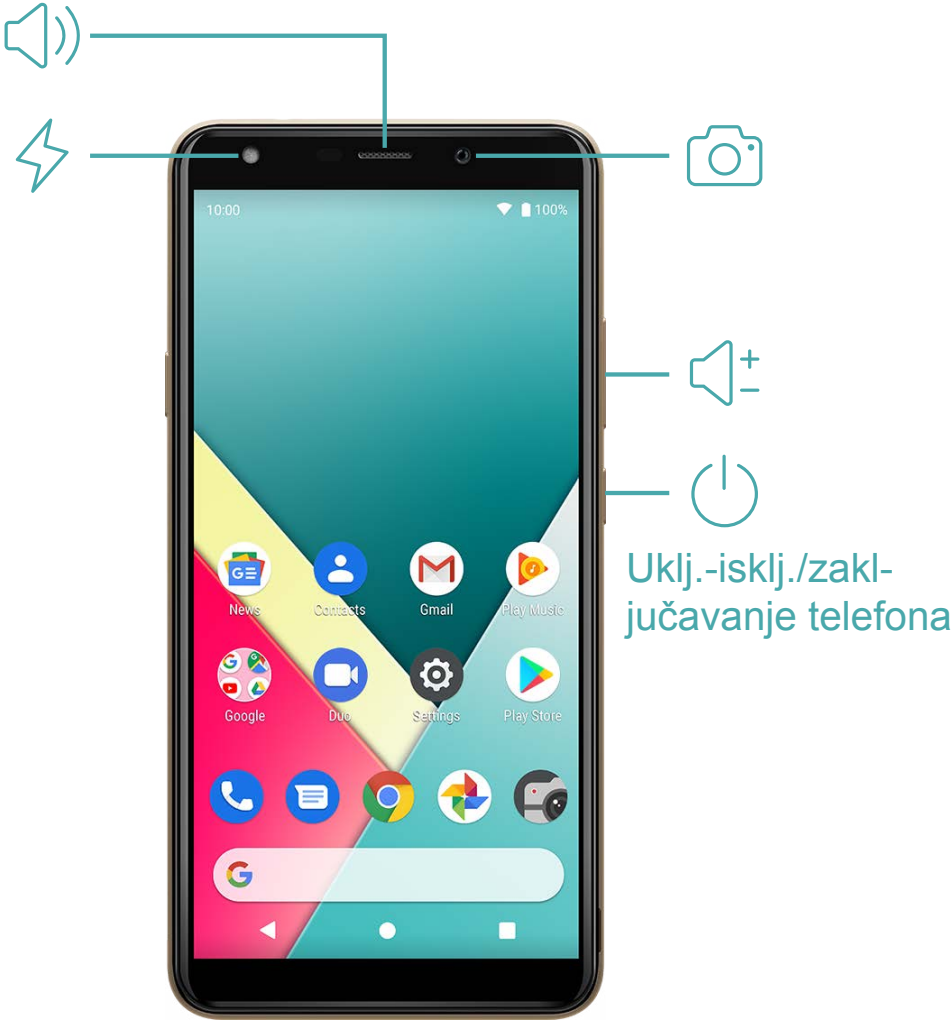 10:00
100%
News
Contacts
Gmail
Play Music
Google
Duo
Settings
Play Store
Uklj.-isklj./zakl-
jučavanje telefona